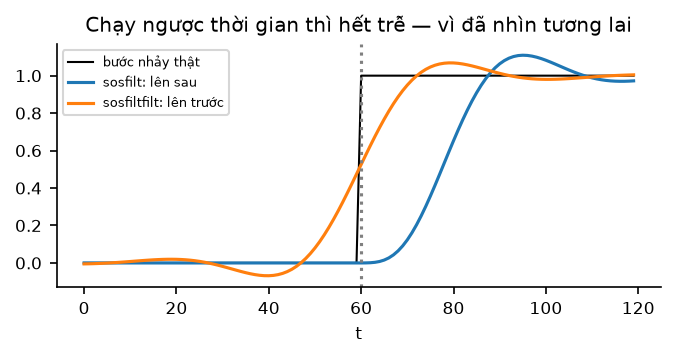 Chạy ngược thời gian thì hết trễ — vì đã nhìn tương lai
bước nhảy thật
sosfilt: lên sau
sosfiltfilt: lên trước
1.0
0.8
0.6
0.4
0.2
0.0
0 20 40 60 80 100 120
t